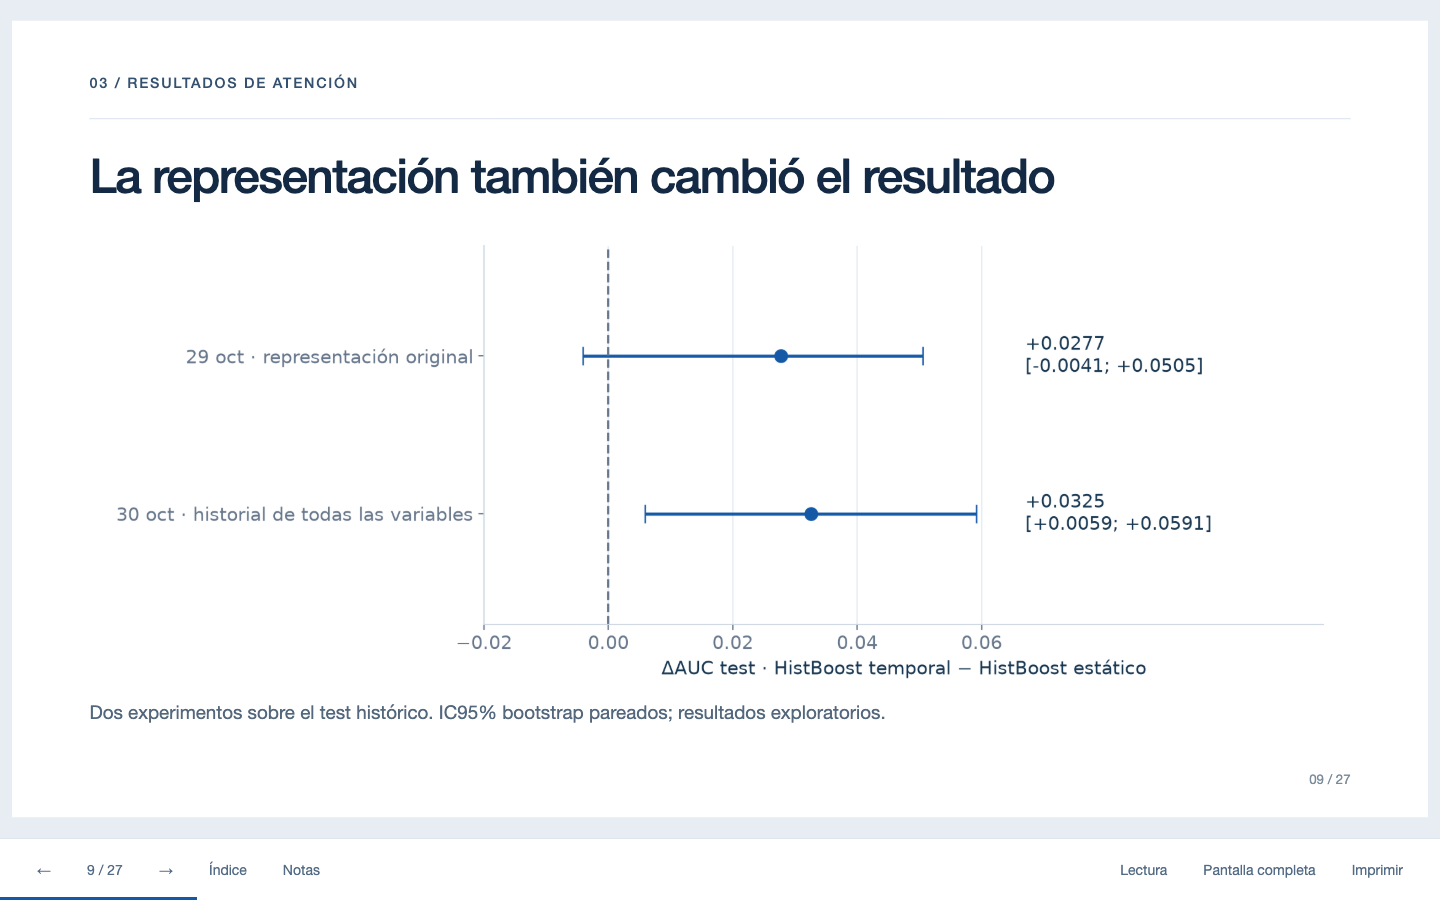 03 / RESULTADOS DE ATENCIÓN
La representación también cambió el resultado
29 oct · representación original
+0.0277
[-0.0041; +0.0505]
30 oct · historial de todas las variables
+0.0325
[+0.0059; +0.0591]
−0.02 0.00 0.02 0.04 0.06
ΔAUC test · HistBoost temporal − HistBoost estático
Dos experimentos sobre el test histórico. IC95% bootstrap pareados; resultados exploratorios.
09 / 27
← 9 / 27 → Índice Notas Lectura Pantalla completa Imprimir